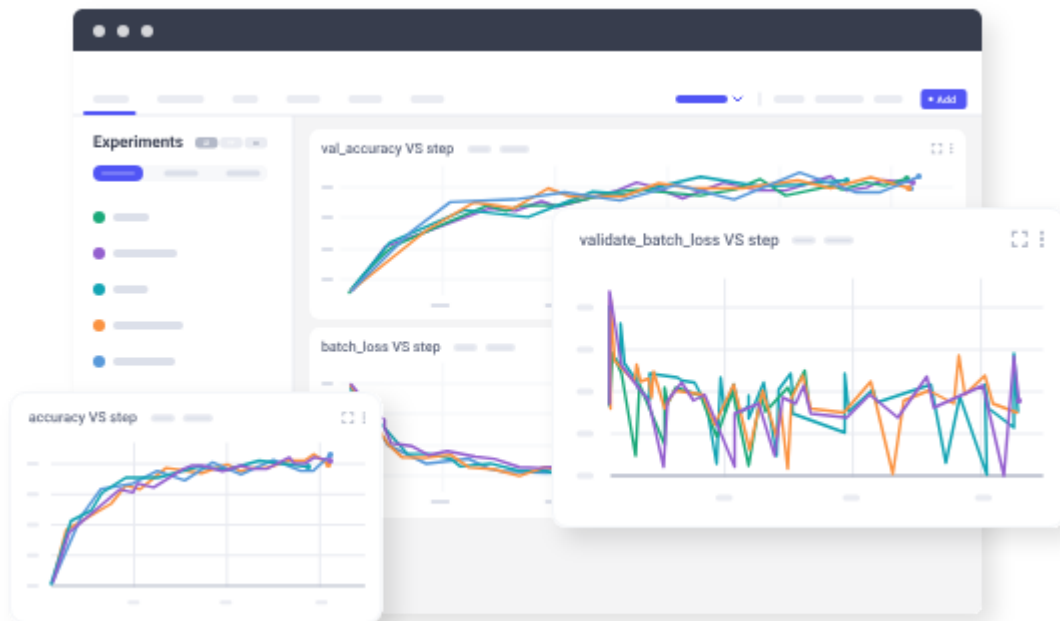 Add
Experiments
val_accuracy VS step
validate_batch_loss VS step
batch_loss VS step
accuracy VS step